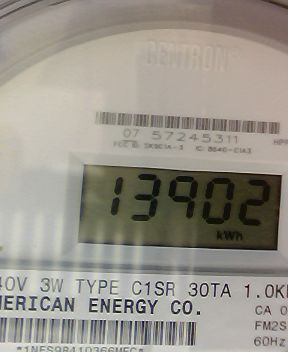 CENTRON®
07 57245311
13902
kWh
40V 3W TYPE C1SR 30TA 1.0K
MERICAN ENERGY CO.
CA 0
FM2S
60Hz